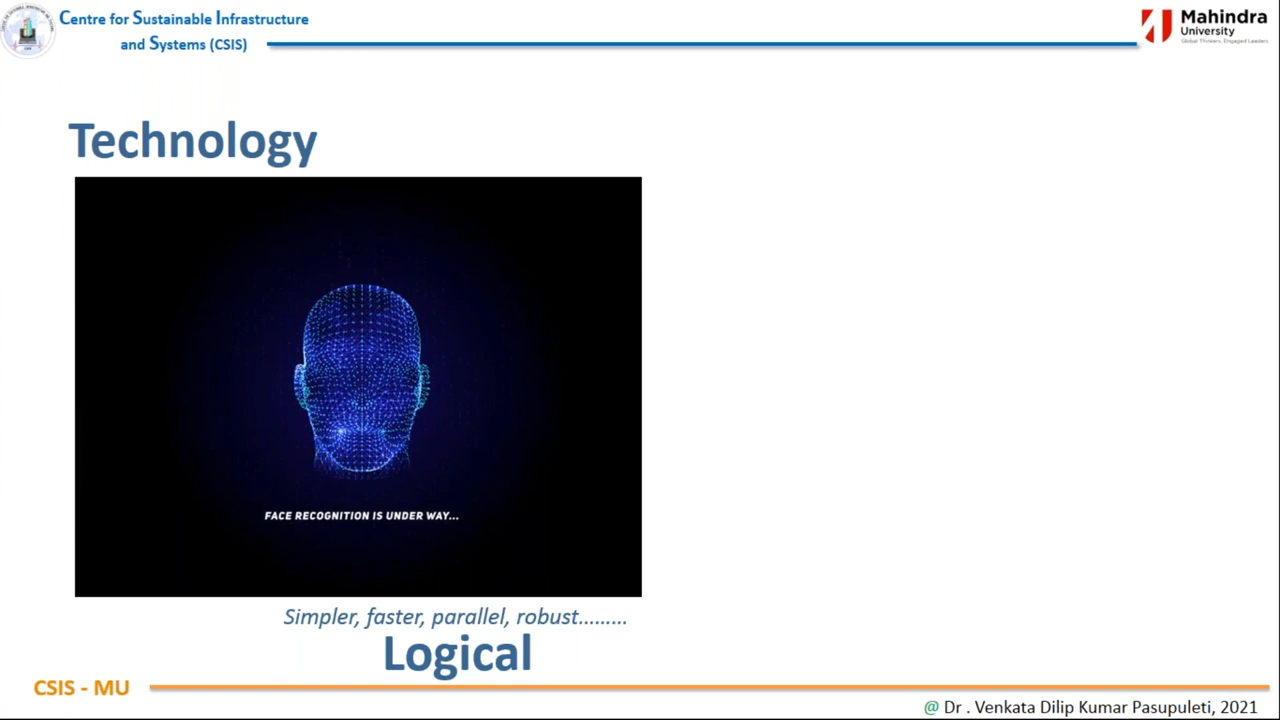 Centre for Sustainable Infrastructure
and Systems (CSIS)
Mahindra
University
Global Thinkers. Engaged Leaders.
Technology
FACE RECOGNITION IS UNDER WAY...
Simpler, faster, parallel, robust.........
Logical
CSIS - MU
@ Dr . Venkata Dilip Kumar Pasupuleti, 2021